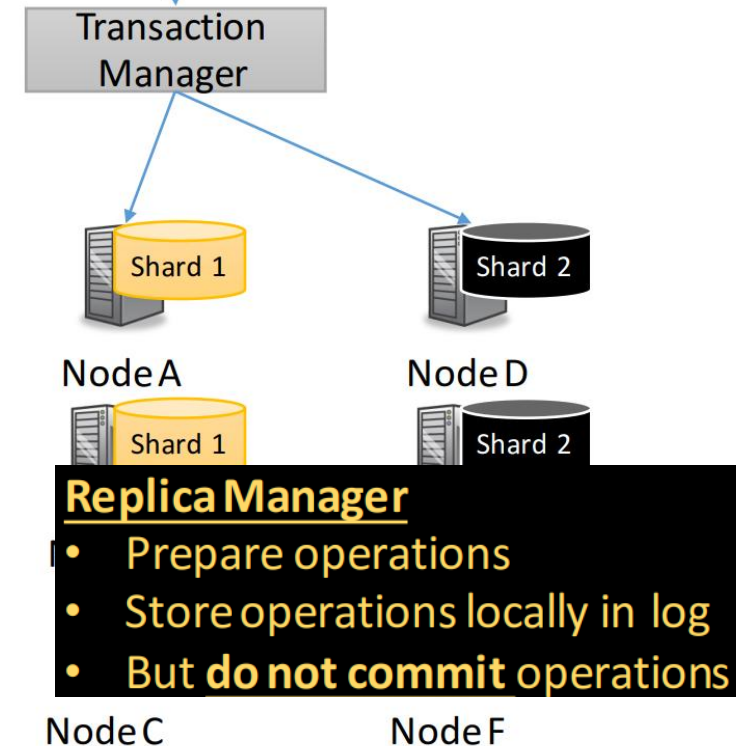 Transaction
Manager
Shard 1
Shard 2
Node A
Node D
Shard 1
Shard 2
Replica Manager
• Prepare operations
• Store operations locally in log
• But do not commit operations
Node C
Node F